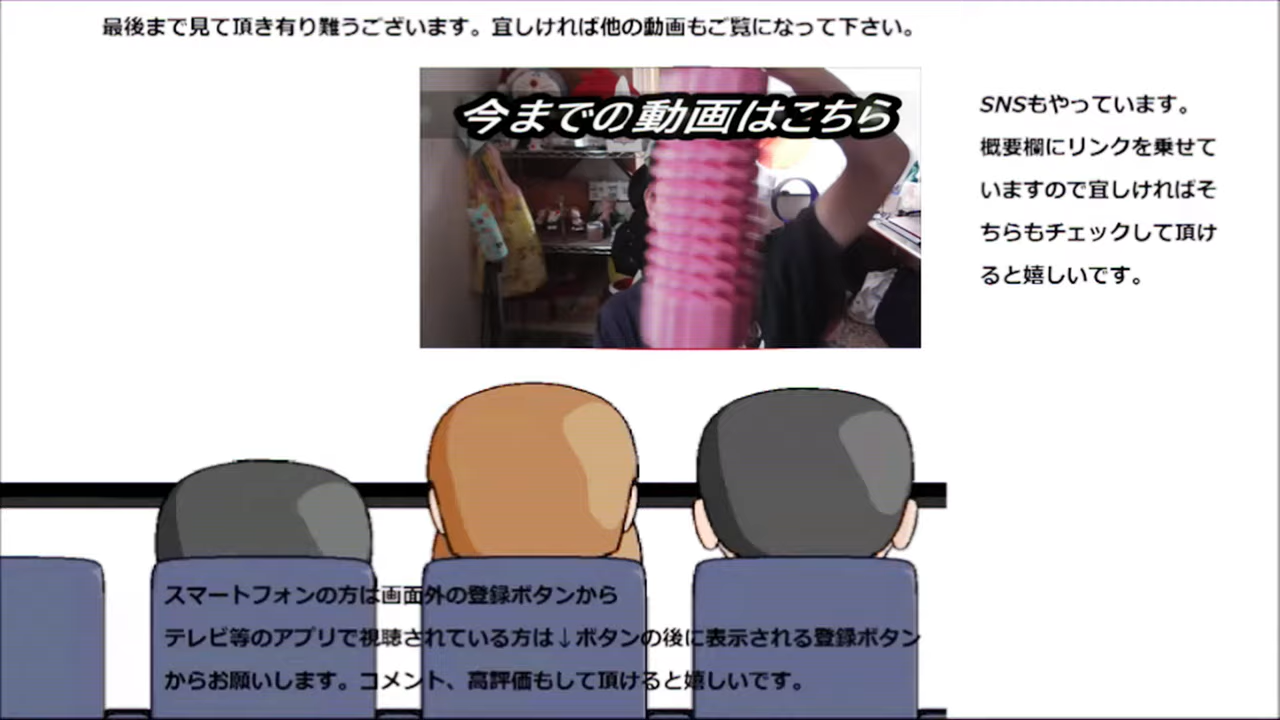 最後まで見て頂き有り難うございます。宜しければ他の動画もご覧になって下さい。
今までの動画はこちら
SNSもやっています。
概要欄にリンクを乗せて
いますので宜しければそ
ちらもチェックして頂け
ると嬉しいです。
スマートフォンの方は画面外の登録ボタンから
テレビ等のアプリで視聴されている方は↓ボタンの後に表示される登録ボタン
からお願いします。コメント、高評価もして頂けると嬉しいです。